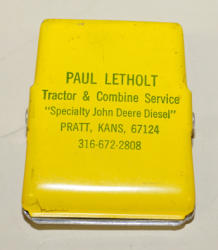 PAUL LETHOLT
Tractor & Combine Service
"Specialty John Deere Diesel"
PRATT, KANS, 67124
316-672-2808